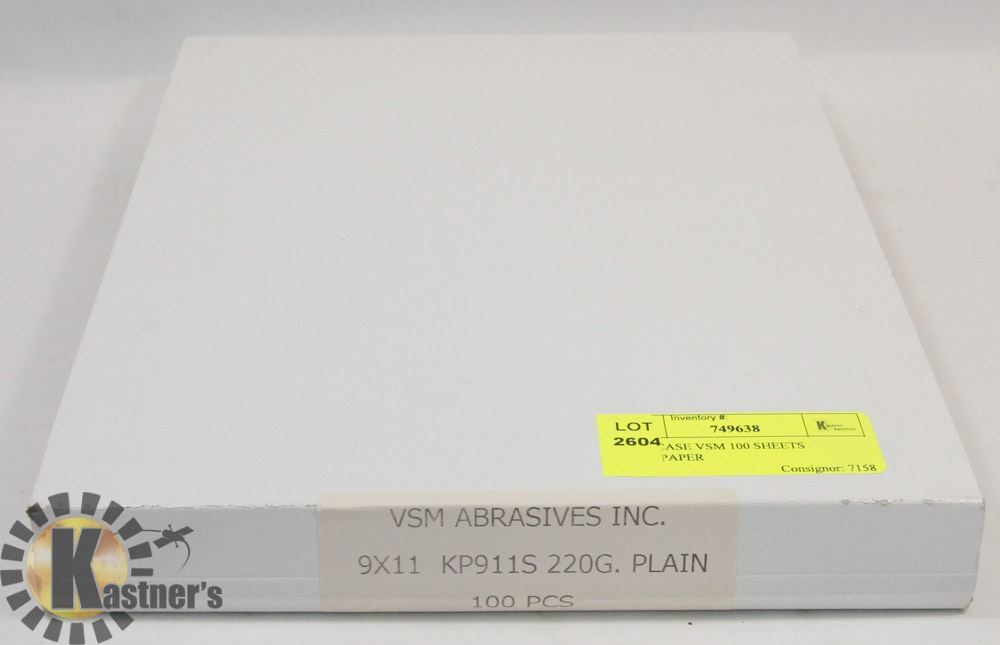 LOT
2604
Inventory #:
749638
CASE VSM 100 SHEETS
PAPER
Consignor: 7158
VSM ABRASIVES INC.
9X11 KP911S 220G. PLAIN
100 PCS
Kastner's